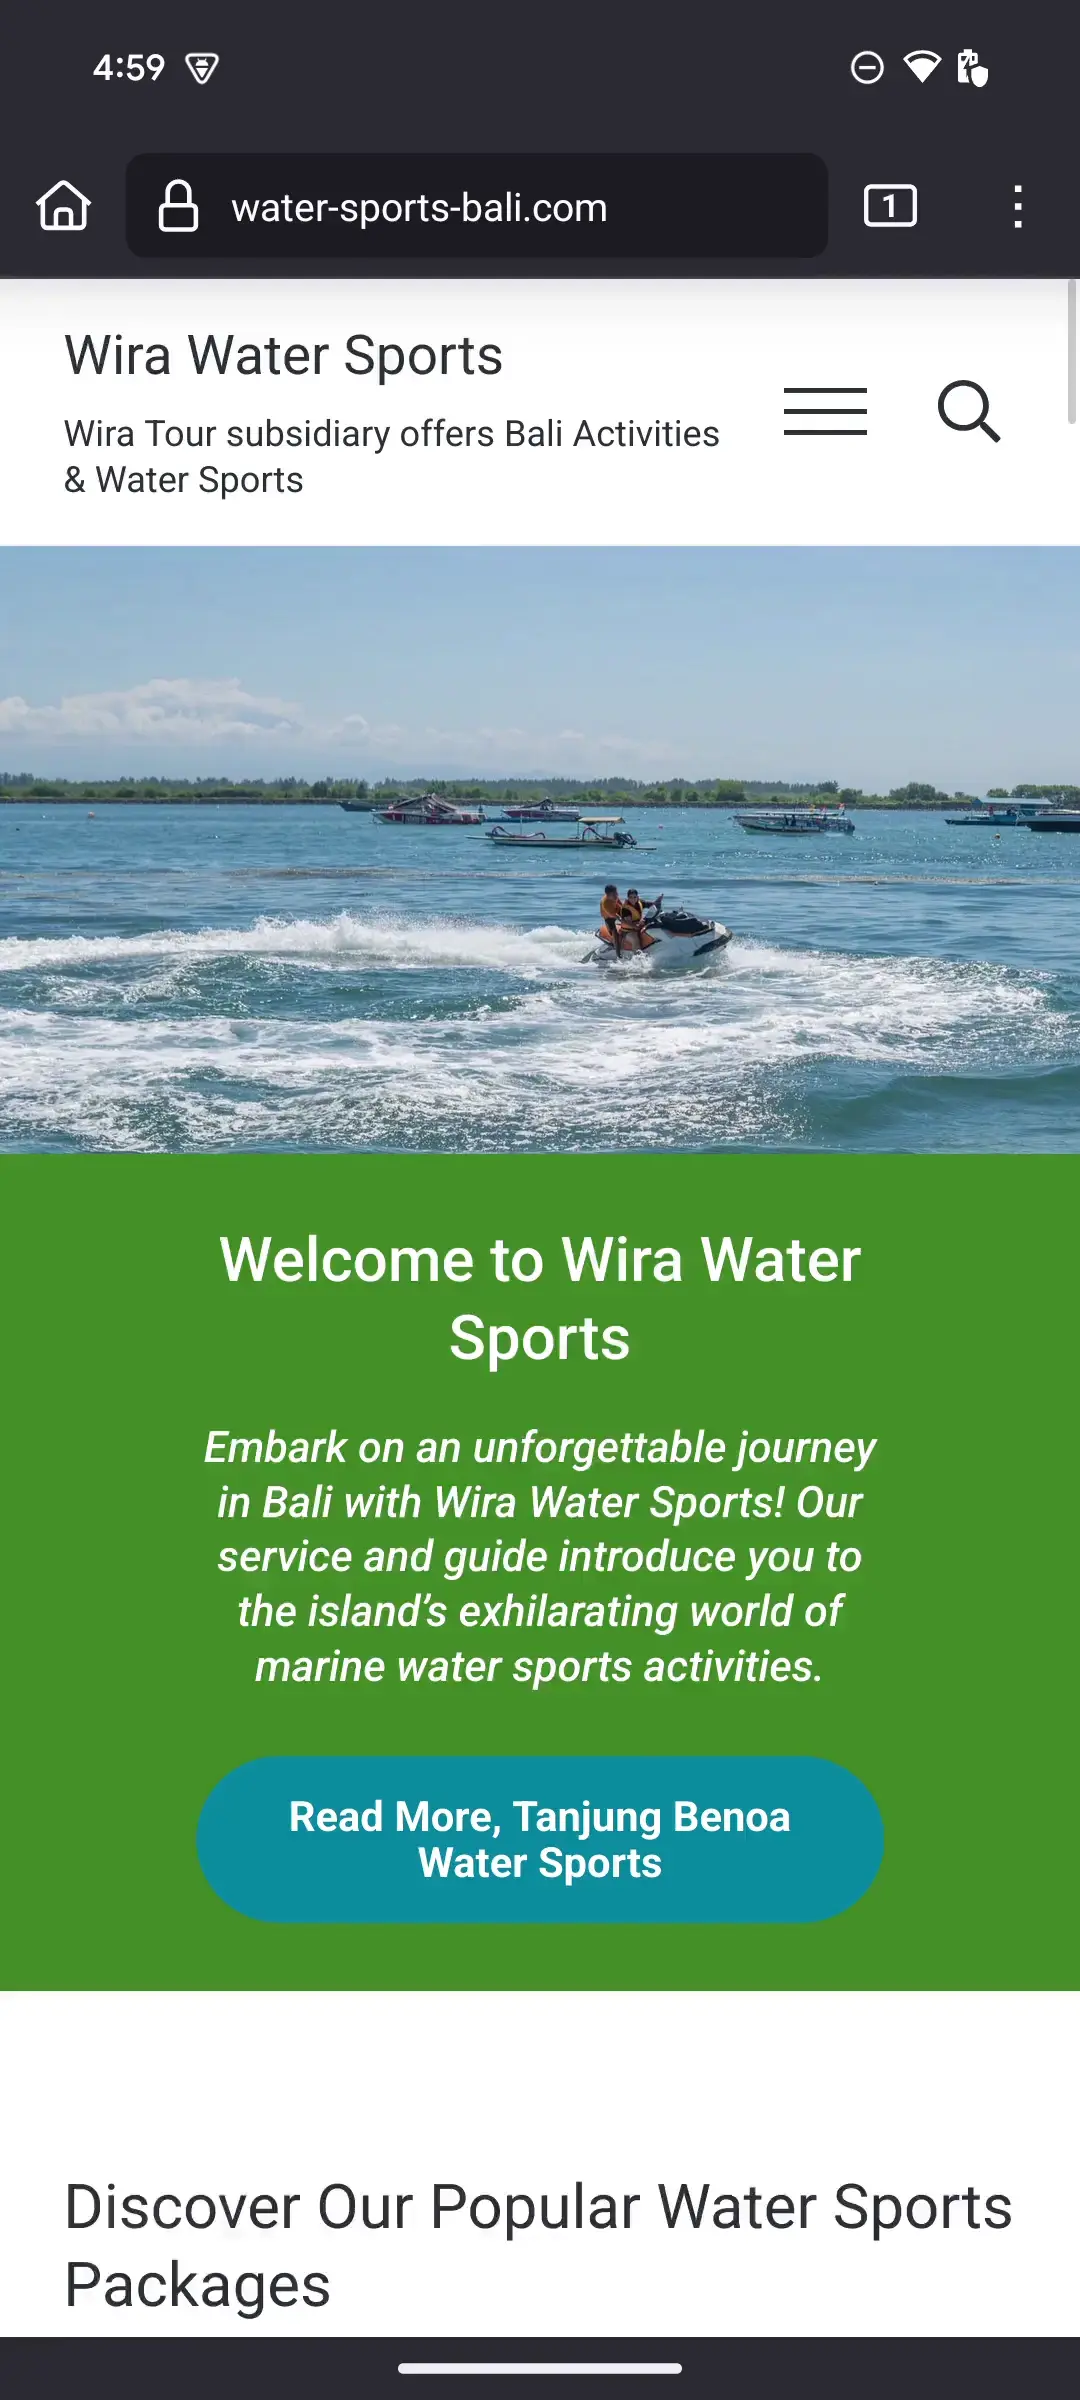 4:59
water-sports-bali.com
1
Wira Water Sports
Wira Tour subsidiary offers Bali Activities
& Water Sports
Welcome to Wira Water
Sports
Embark on an unforgettable journey
in Bali with Wira Water Sports! Our
service and guide introduce you to
the island’s exhilarating world of
marine water sports activities.
Read More, Tanjung Benoa
Water Sports
Discover Our Popular Water Sports
Packages